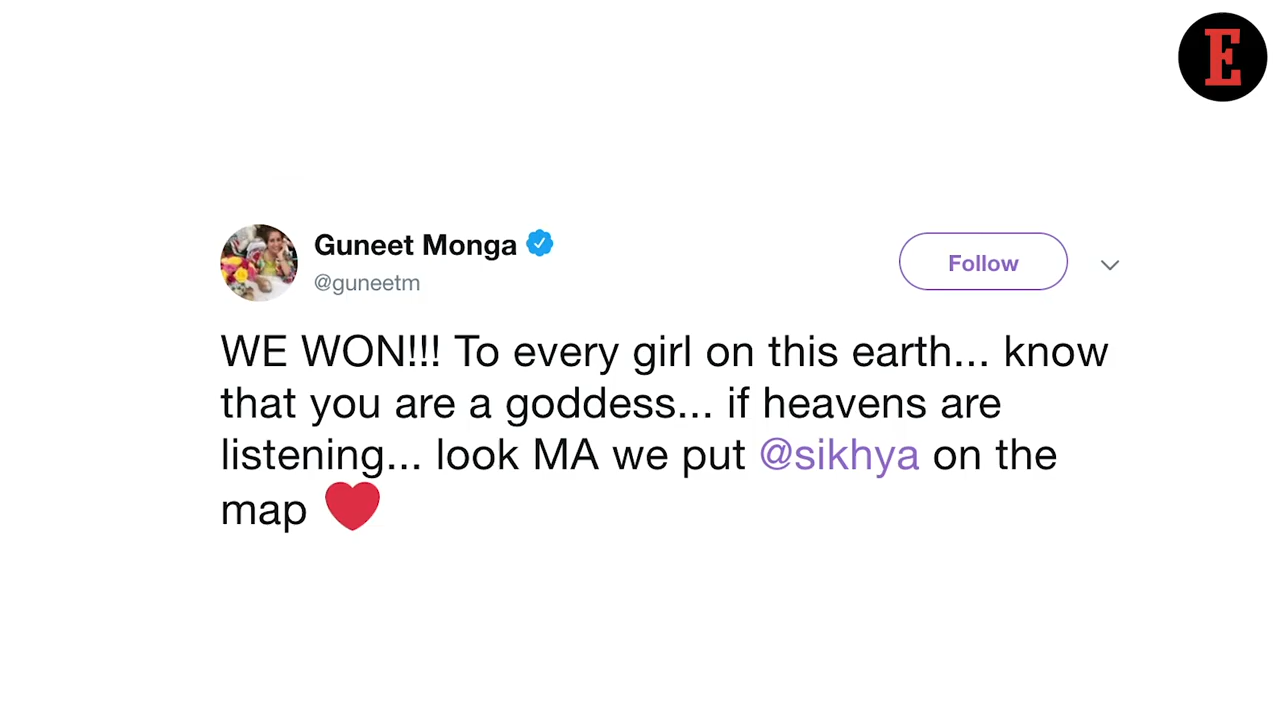 E
Guneet Monga
@guneetm
Follow
WE WON!!! To every girl on this earth... know
that you are a goddess... if heavens are
listening... look MA we put @sikhya on the
map ❤️